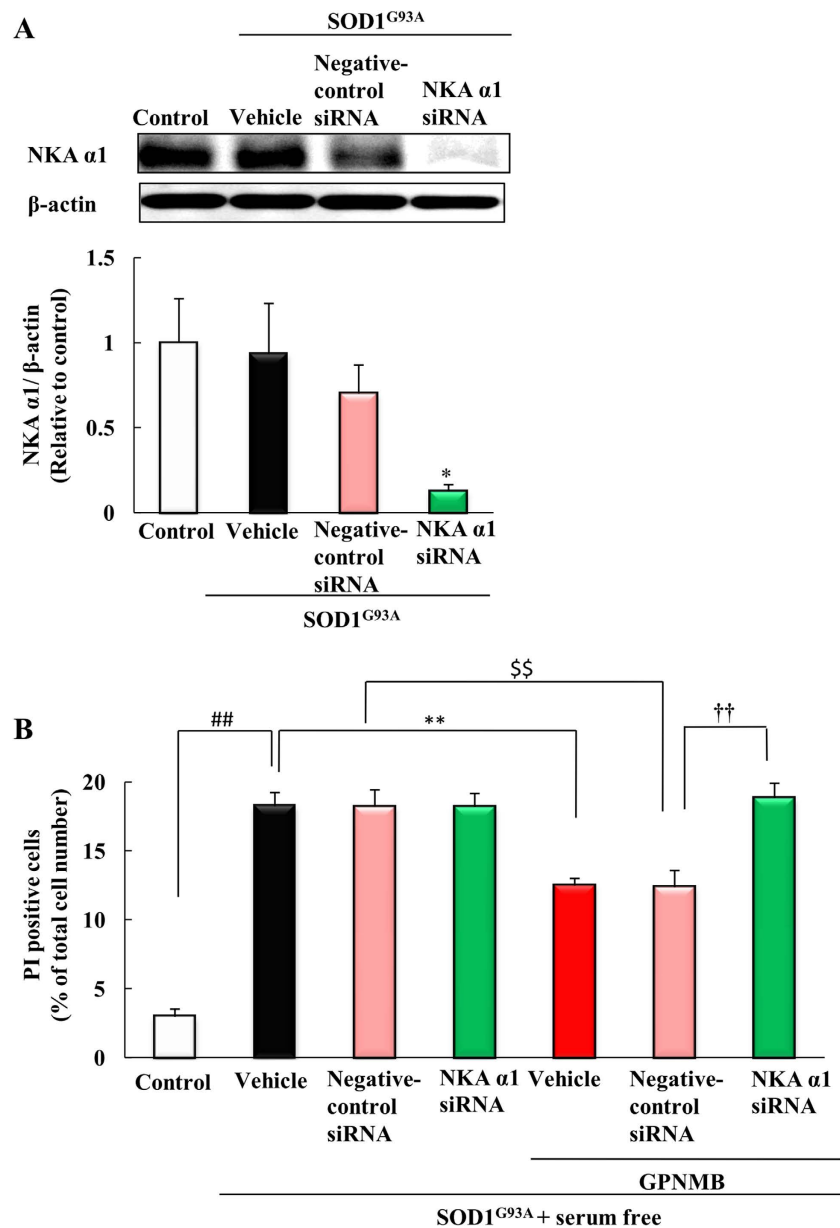 A
SOD1G93A
Negative-
control
siRNA
NKA α1
siRNA
Control
Vehicle
NKA α1
β-actin
NKA α1/ β-actin
(Relative to control)
1.5
1
0.5
0
*
Control
Vehicle
Negative-
control
siRNA
NKA α1
siRNA
SOD1G93A
B
$$
##
**
††
PI positive cells
(% of total cell number)
20
15
10
5
0
Control
Vehicle
Negative-
control
siRNA
NKA α1
siRNA
Vehicle
Negative-
control
siRNA
NKA α1
siRNA
GPNMB
SOD1G93A + serum free